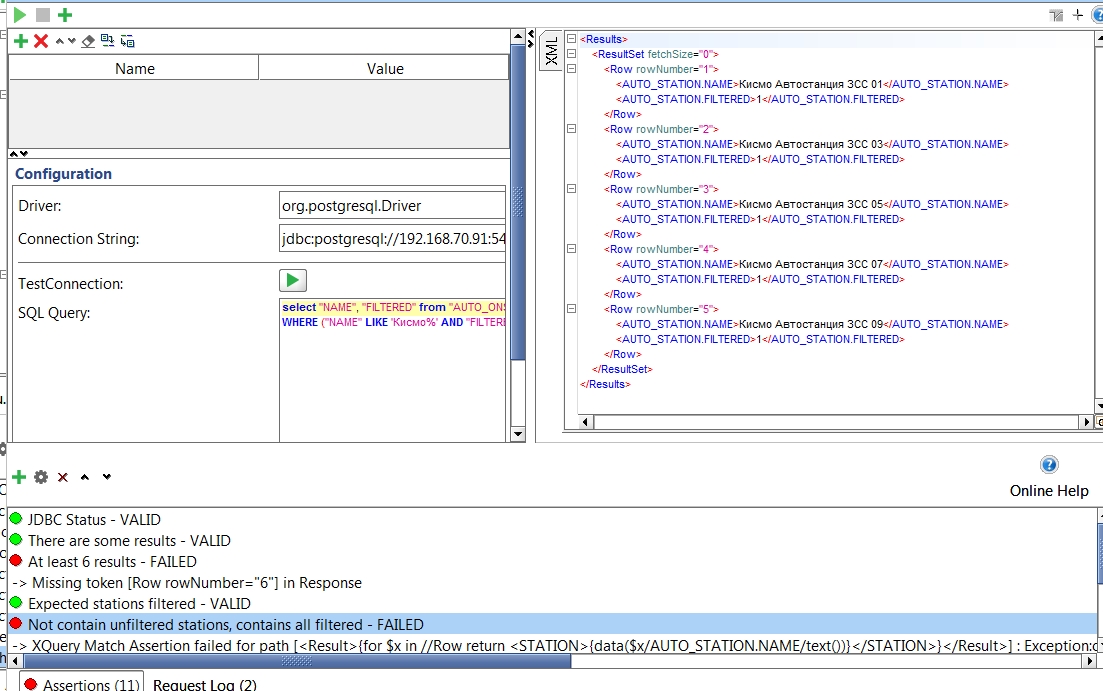 Name Value
Configuration
Driver: org.postgresql.Driver
Connection String: jdbc:postgresql://192.168.70.91:54
TestConnection:
SQL Query: select "NAME", "FILTERED" from "AUTO_ON
WHERE ("NAME" LIKE 'Кисмо%' AND "FILTERE
XML
<Results>
<ResultSet fetchSize="0">
<Row rowNumber="1">
<AUTO_STATION.NAME>Кисмо Автостанция ЗСС 01</AUTO_STATION.NAME>
<AUTO_STATION.FILTERED>1</AUTO_STATION.FILTERED>
</Row>
<Row rowNumber="2">
<AUTO_STATION.NAME>Кисмо Автостанция ЗСС 03</AUTO_STATION.NAME>
<AUTO_STATION.FILTERED>1</AUTO_STATION.FILTERED>
</Row>
<Row rowNumber="3">
<AUTO_STATION.NAME>Кисмо Автостанция ЗСС 05</AUTO_STATION.NAME>
<AUTO_STATION.FILTERED>1</AUTO_STATION.FILTERED>
</Row>
<Row rowNumber="4">
<AUTO_STATION.NAME>Кисмо Автостанция ЗСС 07</AUTO_STATION.NAME>
<AUTO_STATION.FILTERED>1</AUTO_STATION.FILTERED>
</Row>
<Row rowNumber="5">
<AUTO_STATION.NAME>Кисмо Автостанция ЗСС 09</AUTO_STATION.NAME>
<AUTO_STATION.FILTERED>1</AUTO_STATION.FILTERED>
</Row>
</ResultSet>
</Results>
Online Help
JDBC Status - VALID
There are some results - VALID
At least 6 results - FAILED
-> Missing token [Row rowNumber="6"] in Response
Expected stations filtered - VALID
Not contain unfiltered stations, contains all filtered - FAILED
-> XQuery Match Assertion failed for path [<Result>{for $x in //Row return <STATION>{data($x/AUTO_STATION.NAME/text())}</STATION>}</Result>] : Exception:c
Assertions (11) Request Log (2)